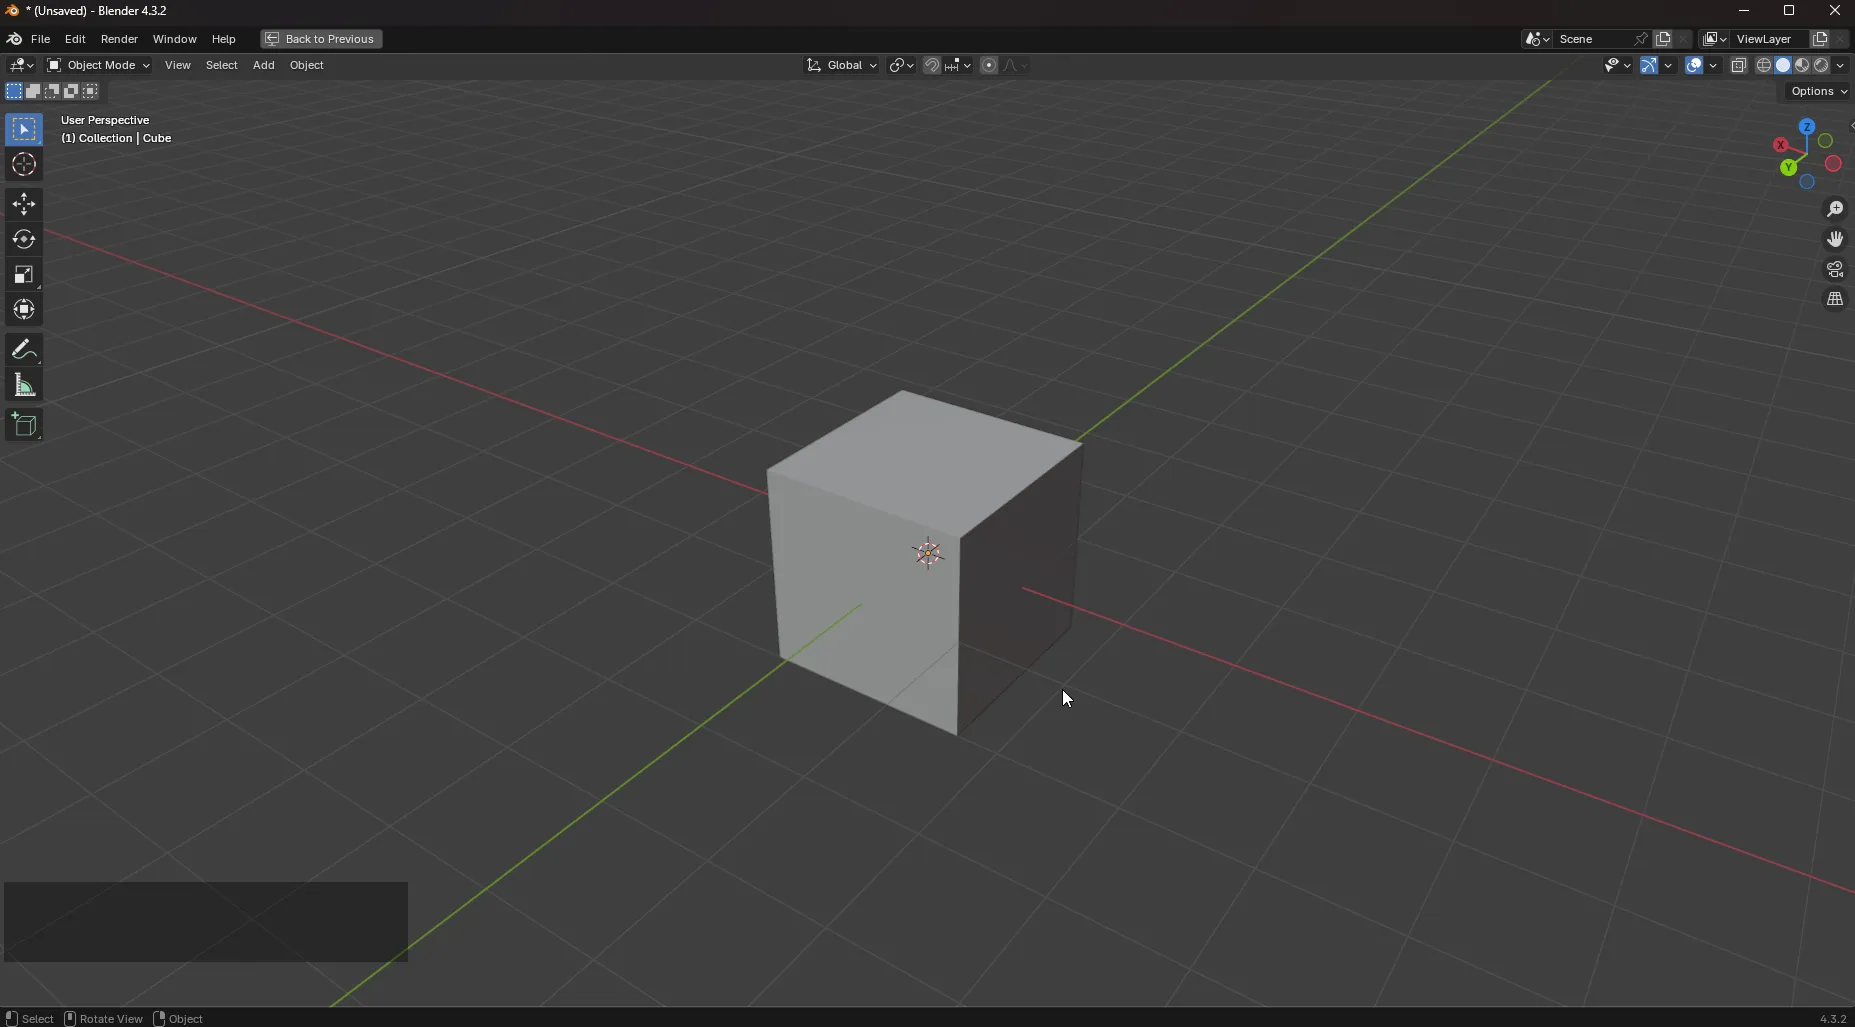 * (Unsaved) - Blender 4.3.2
File Edit Render Window Help Back to Previous Scene ViewLayer
Object Mode View Select Add Object Global
Options
User Perspective
(1) Collection | Cube
Z
X
Y
Select Rotate View Object 4.3.2